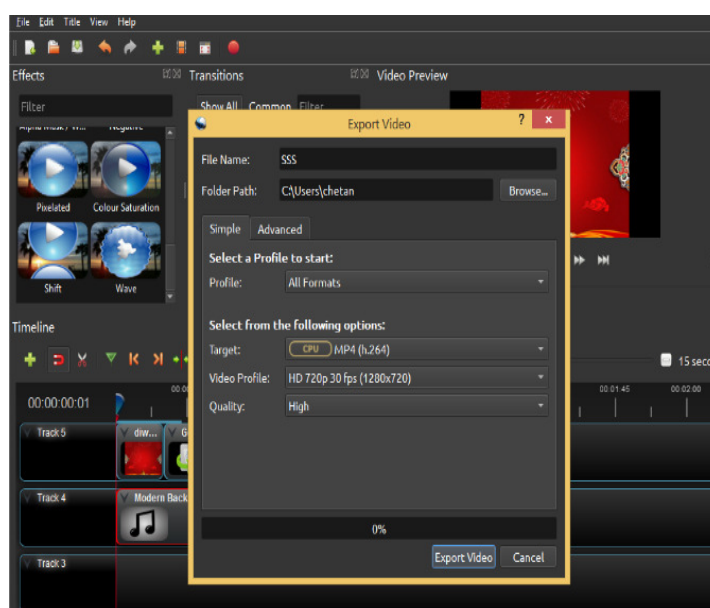 File Edit Title View Help
Effects
Transitions
Video Preview
Filter
Show All Common Filter
Negative
Pixelated
Colour Saturation
Shift
Wave
Export Video
? x
File Name: SSS
Folder Path: C:\Users\chetan Browse...
Simple Advanced
Select a Profile to start:
Profile: All Formats
Select from the following options:
Target: CPU MP4 (h.264)
Video Profile: HD 720p 30 fps (1280x720)
Quality: High
0%
Export Video Cancel
Timeline
15 sec
00:00:00:01
00:01:45
00:02:00
Track 5
diw...
G
Track 4
Modern Back
Track 3